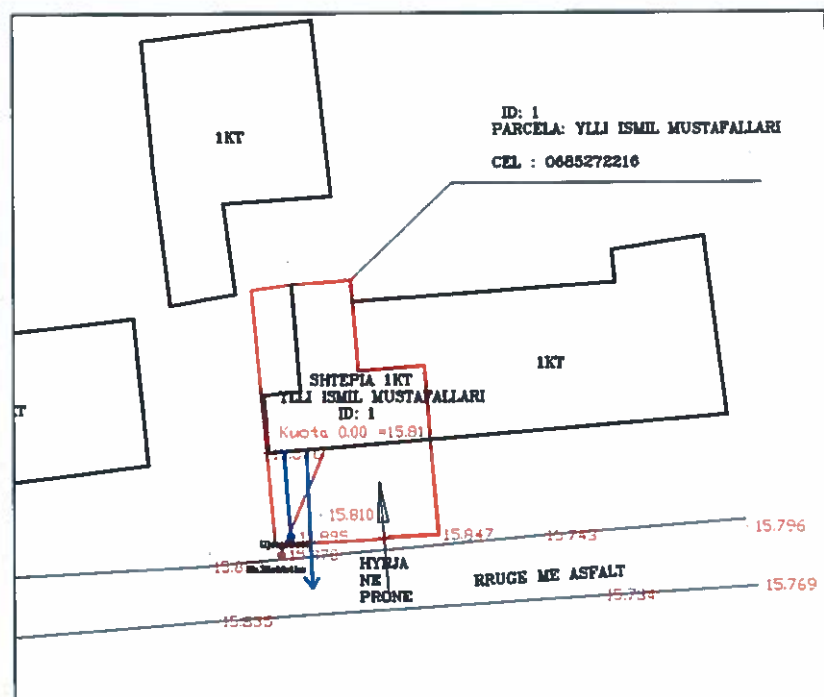 1KT
ID: 1
PARCELA: YLLI ISMIL MUSTAFALLARI
CEL : 0685272216
1KT
SHTEPIA 1KT
YLLI ISMIL MUSTAFALLARI
ID: 1
Kuota 0.00 =15.81
15.810
15.895
15.847
15.743
15.796
HYRJA
NE
PRONE
RRUGE ME ASFALT
15.769
15.734
15.835